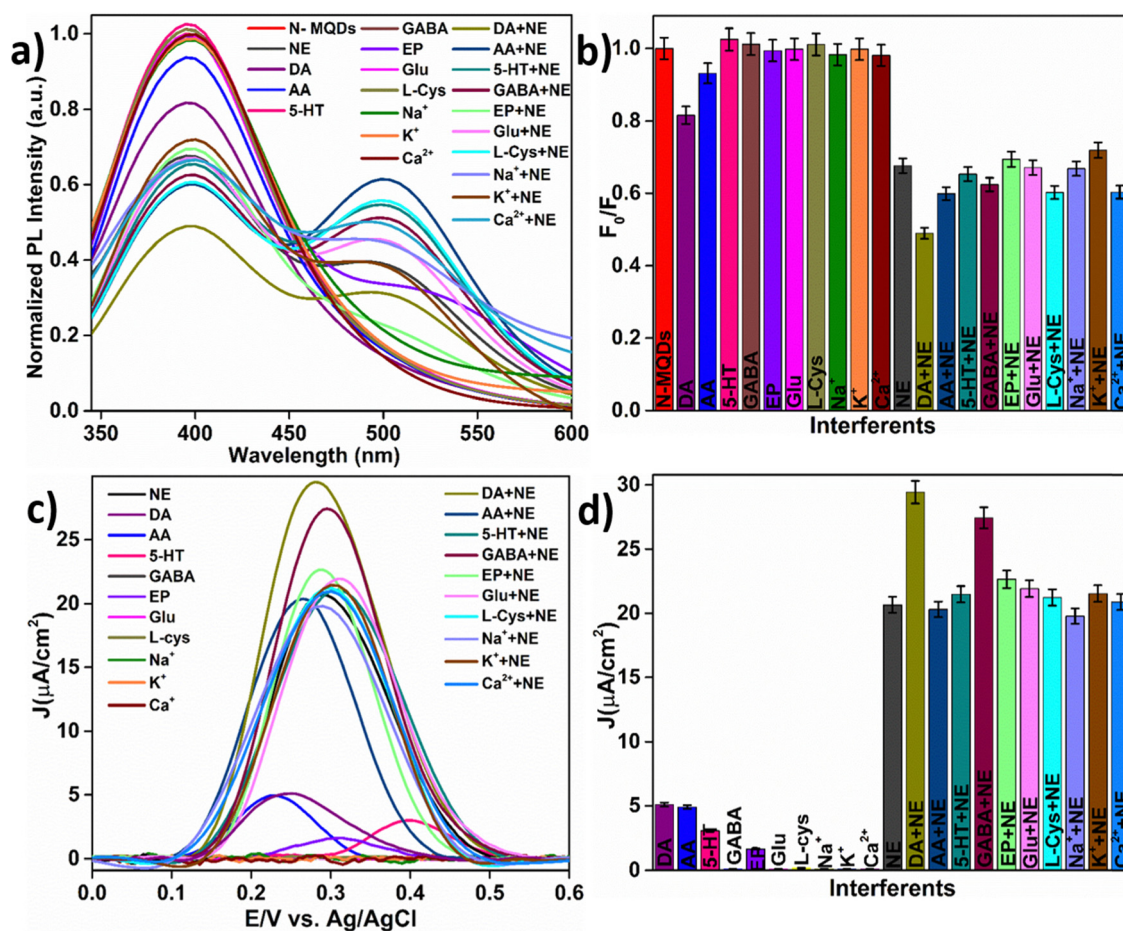 a)
Normalized PL Intensity (a.u.)
1.0
0.8
0.6
0.4
0.2
0.0
N- MQDs
NE
DA
AA
5-HT
GABA
EP
Glu
L-Cys
Na⁺
K⁺
Ca²⁺
DA+NE
AA+NE
5-HT+NE
GABA+NE
EP+NE
Glu+NE
L-Cys+NE
Na⁺+NE
K⁺+NE
Ca²⁺+NE
350 400 450 500 550 600
Wavelength (nm)
b)
F₀/F₀
1.0
0.8
0.6
0.4
0.2
0.0
N-MQDs
DA
AA
5-HT
GABA
EP
Glu
L-Cys
Na⁺
K⁺
Ca²⁺
NE
DA+NE
AA+NE
5-HT+NE
GABA+NE
EP+NE
Glu+NE
L-Cys+NE
Na⁺+NE
K⁺+NE
Ca²⁺+NE
Interferents
c)
J(μA/cm²)
25
20
15
10
5
0
NE
DA
AA
5-HT
GABA
EP
Glu
L-cys
Na⁺
K⁺
Ca⁺
DA+NE
AA+NE
5-HT+NE
GABA+NE
EP+NE
Glu+NE
L-Cys+NE
Na⁺+NE
K⁺+NE
Ca²⁺+NE
0.0 0.1 0.2 0.3 0.4 0.5 0.6
E/V vs. Ag/AgCl
d)
J(μA/cm²)
30
25
20
15
10
5
0
DA
AA
5-HT
GABA
EP
Glu
L-cys
Na⁺
K⁺
Ca²⁺
NE
DA+NE
AA+NE
5-HT+NE
GABA+NE
EP+NE
Glu+NE
L-Cys+NE
Na⁺+NE
K⁺+NE
Ca²⁺+NE
Interferents